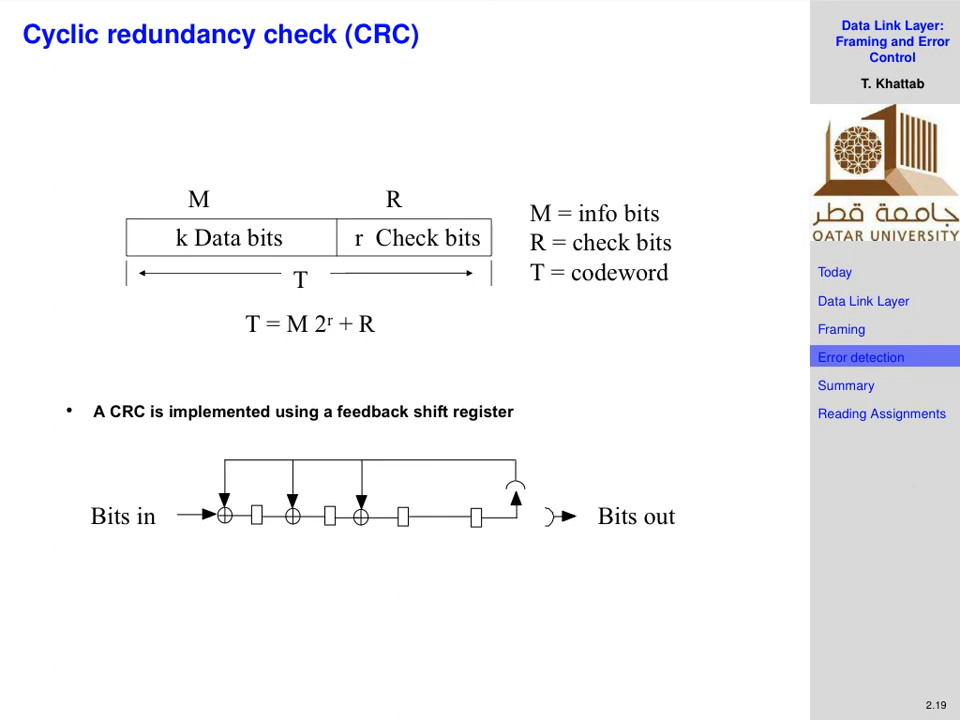 Cyclic redundancy check (CRC)
M
R
k Data bits
r Check bits
T
T = M 2ʳ + R
M = info bits
R = check bits
T = codeword
• A CRC is implemented using a feedback shift register
Bits in
Bits out
Data Link Layer:
Framing and Error
Control
T. Khattab
جامعة قطر
QATAR UNIVERSITY
Today
Data Link Layer
Framing
Error detection
Summary
Reading Assignments
2.19